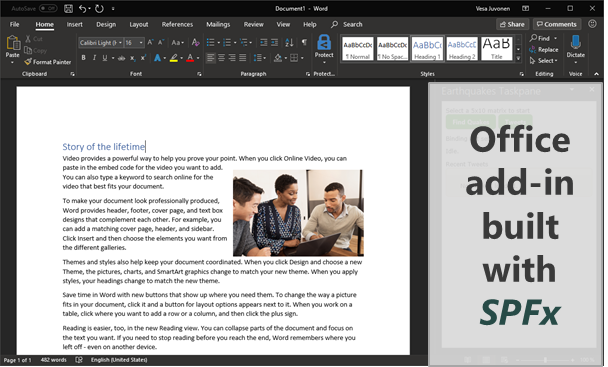 AutoSave Off Document1 - Word Vesa Juvonen
File Home Insert Design Layout References Mailings Review View Help Search Share Comments
Paste Cut Copy Format Painter
Calibri Light (H 16
AaBbCcDc AaBbCcDc AaBbCc AaBbCcD AaB
¶ Normal ¶ No Spac... Heading 1 Heading 2 Title
Find Replace Select
Protect Dictate
Clipboard Font Paragraph Protect... Styles Editing Voice
Earthquakes Taskpane
Story of the lifetime
Video provides a powerful way to help you prove your point. When you click Online Video, you can
paste in the embed code for the video you want to add.
You can also type a keyword to search online for the
video that best fits your document.
To make your document look professionally produced,
Word provides header, footer, cover page, and text box
designs that complement each other. For example, you
can add a matching cover page, header, and sidebar.
Click Insert and then choose the elements you want from
the different galleries.
Themes and styles also help keep your document coordinated. When you click Design and choose a new
Theme, the pictures, charts, and SmartArt graphics change to match your new theme. When you apply
styles, your headings change to match the new theme.
Save time in Word with new buttons that show up where you need them. To change the way a picture
fits in your document, click it and a button for layout options appears next to it. When you work on a
table, click where you want to add a row or a column, and then click the plus sign.
Reading is easier, too, in the new Reading view. You can collapse parts of the document and focus on
the text you want. If you need to stop reading before you reach the end, Word remembers where you
left off - even on another device.
Office
add-in
built
with
SPFx
Page 1 of 1 482 words English (United States)